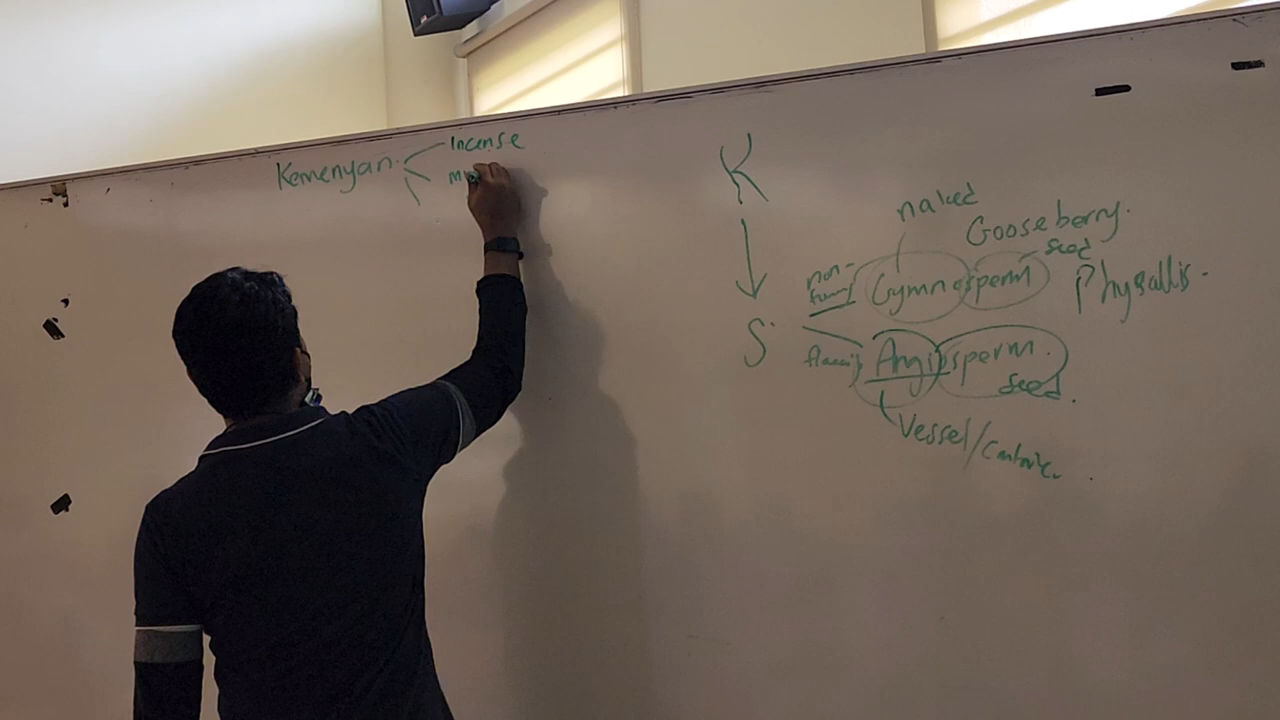 Kemenyan
Incense
K
naked
Gooseberry.
seed
non-
Gymnosperm
Physallis.
S
Angiosperm.
seed.
Vessel/